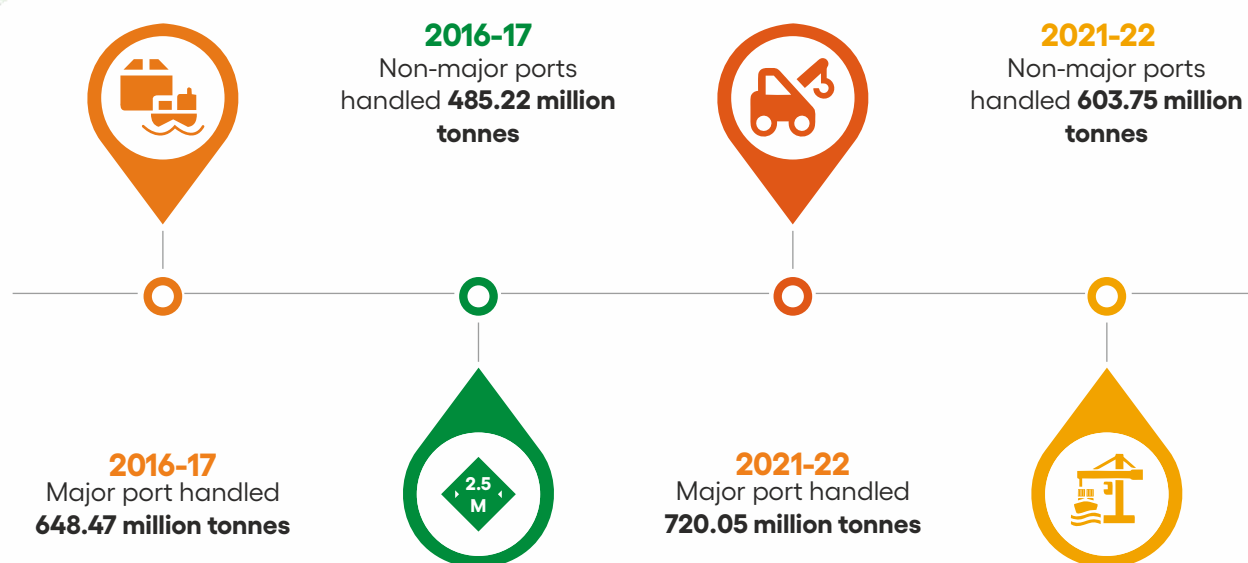 2016-17
Non-major ports
handled 485.22 million
tonnes
2021-22
Non-major ports
handled 603.75 million
tonnes
2016-17
Major port handled
648.47 million tonnes
2.5
M
2021-22
Major port handled
720.05 million tonnes